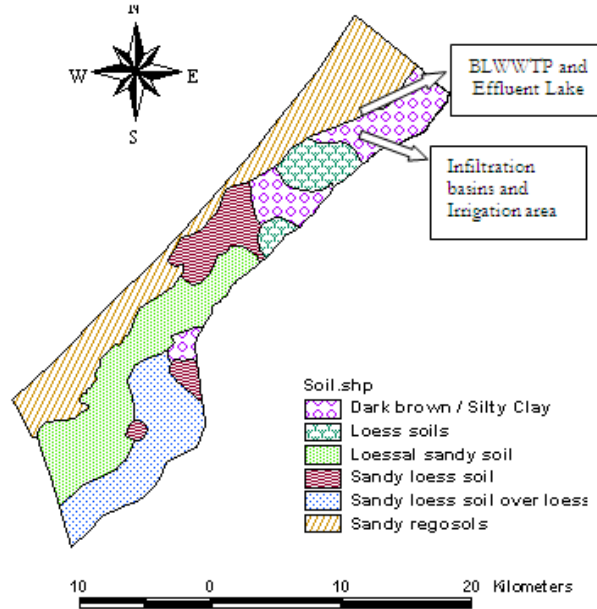 N
W E
S
BLWWTP and
Effluent Lake
Infiltration
basins and
Irrigation area
Soil.shp
Dark brown / Silty Clay
Loess soils
Loessal sandy soil
Sandy loess soil
Sandy loess soil over loess
Sandy regosols
10 0 10 20 Kilometers